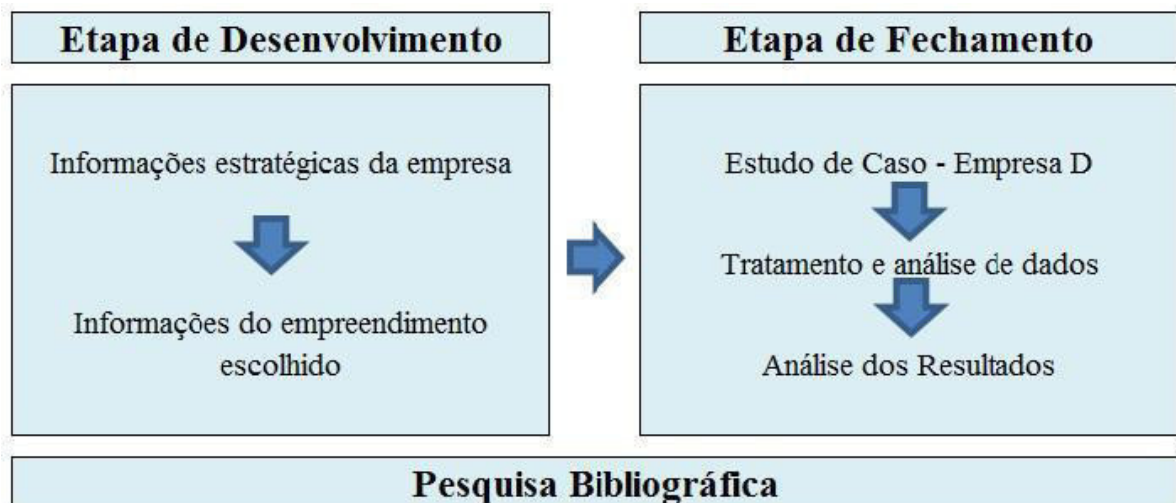 Etapa de Desenvolvimento
Informações estratégicas da empresa
Informações do empreendimento
escolhido
Etapa de Fechamento
Estudo de Caso - Empresa D
Tratamento e análise de dados
Análise dos Resultados
Pesquisa Bibliográfica